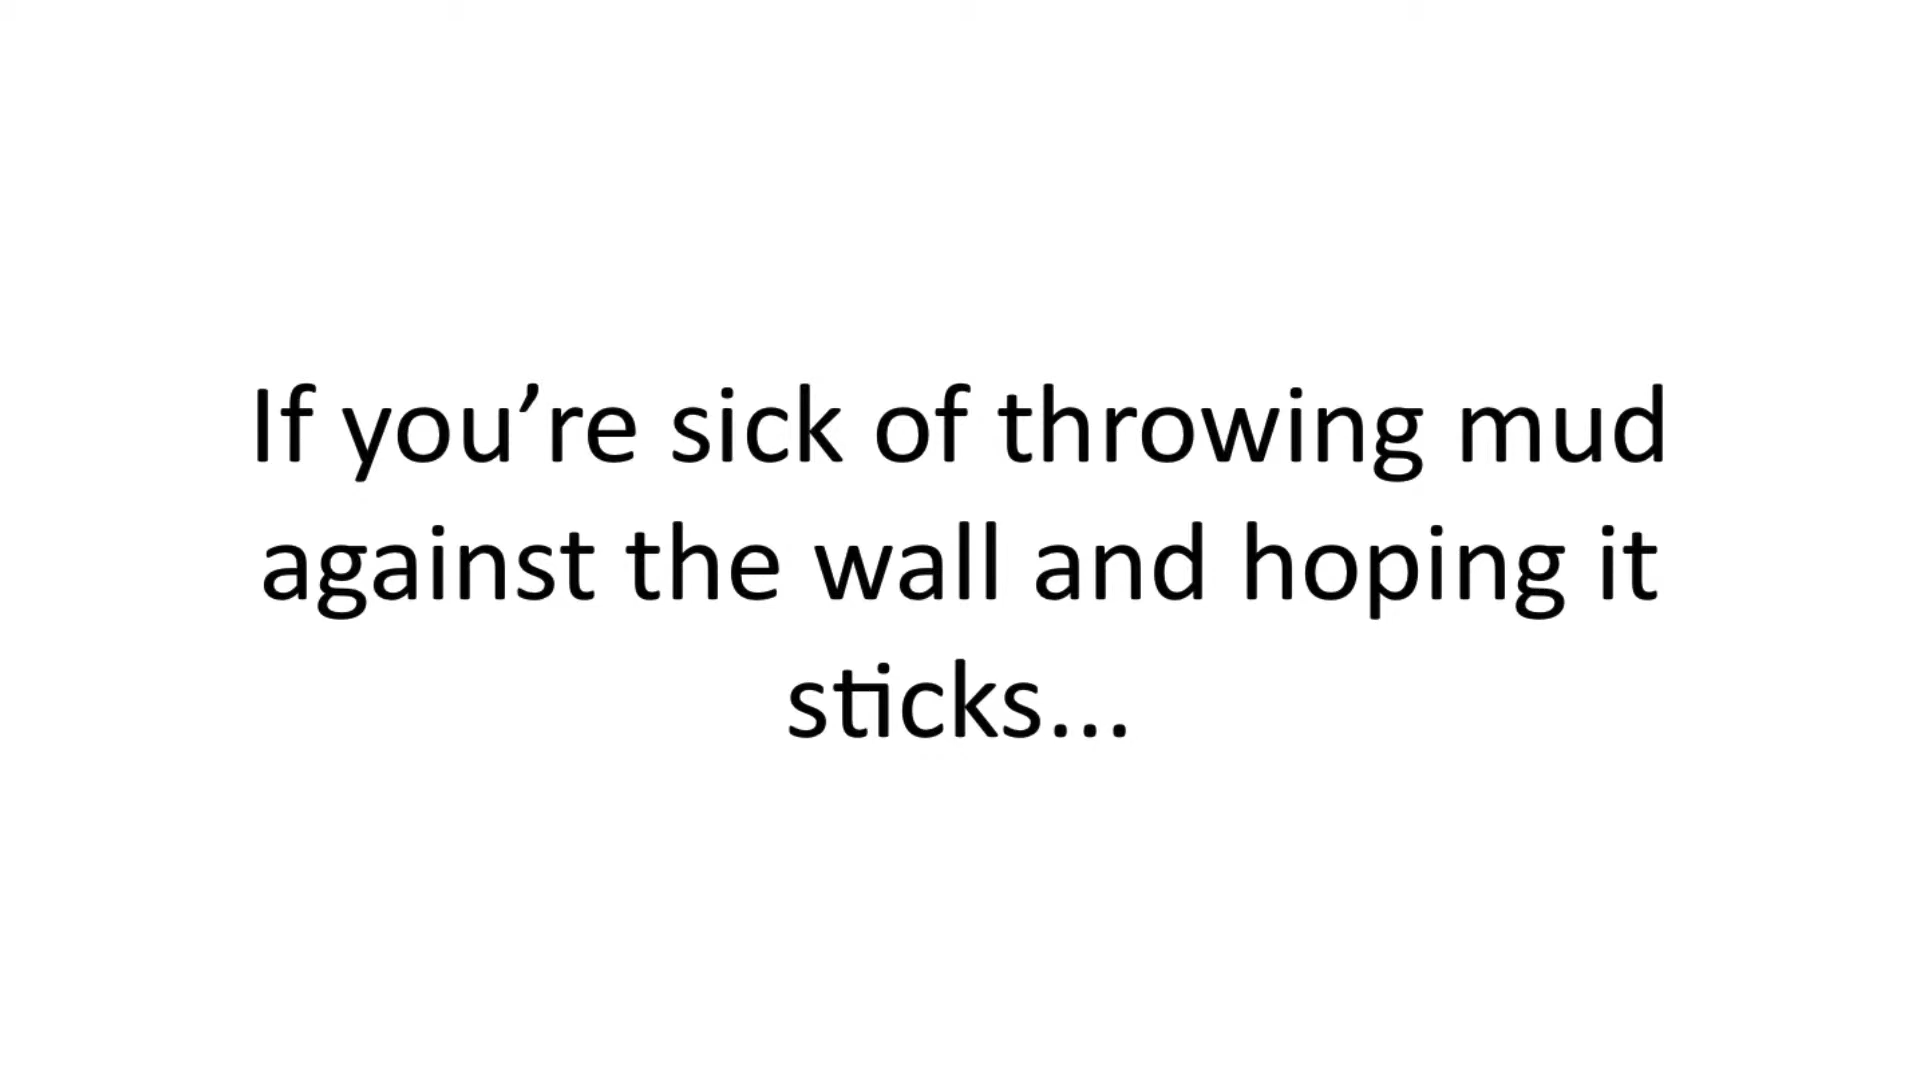 If you’re sick of throwing mud
against the wall and hoping it
sticks...